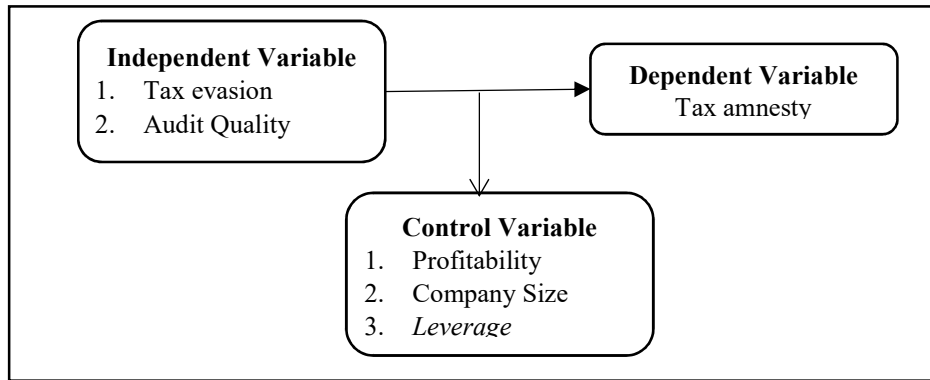 Independent Variable
1. Tax evasion
2. Audit Quality
Dependent Variable
Tax amnesty
Control Variable
1. Profitability
2. Company Size
3. Leverage